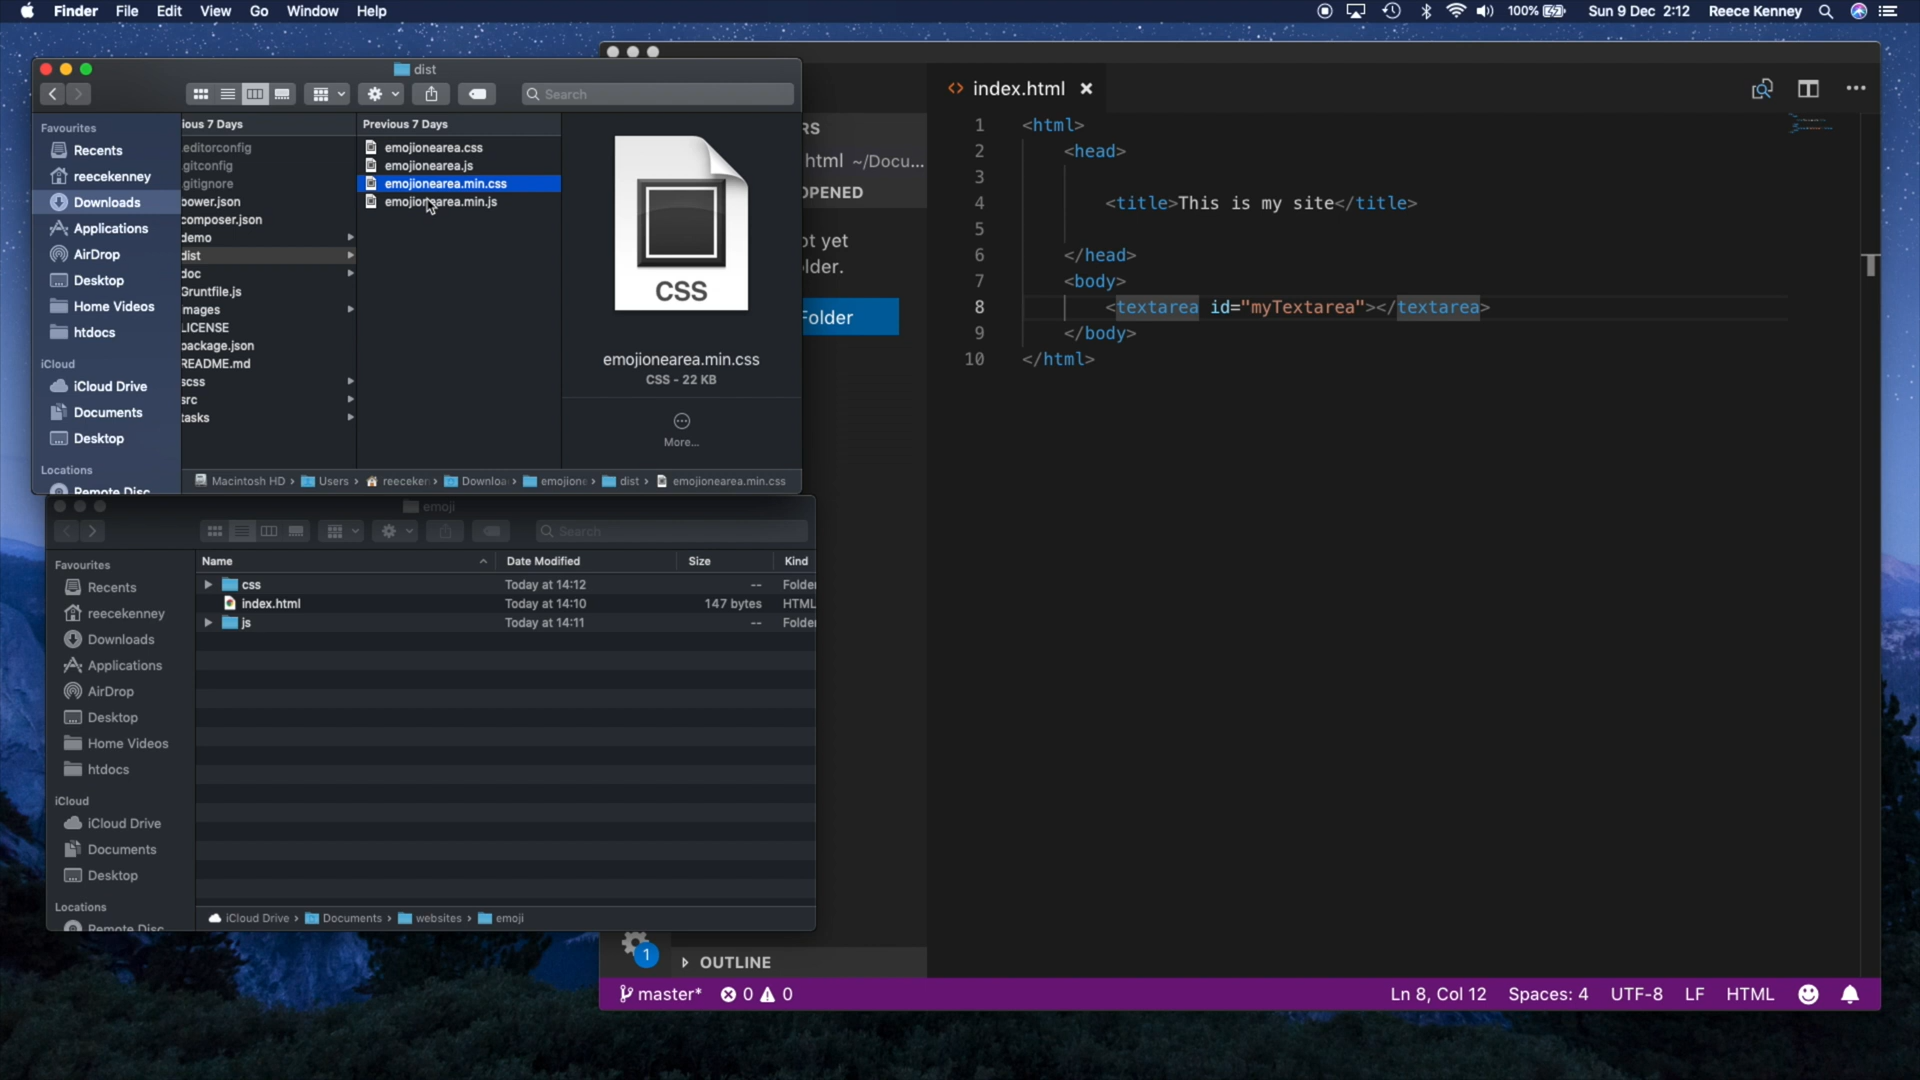 Finder File Edit View Go Window Help
100% Sun 9 Dec 2:12 Reece Kenney
dist
Search
Favourites
Recents
reecekenney
Downloads
Applications
AirDrop
Desktop
Home Videos
htdocs
iCloud
iCloud Drive
Documents
Desktop
Locations
Remote Disc
ious 7 Days
.editorconfig
.gitconfig
.gitignore
bower.json
composer.json
demo
dist
doc
Gruntfile.js
images
LICENSE
package.json
README.md
scss
src
tasks
Previous 7 Days
emojionearea.css
emojionearea.js
emojionearea.min.css
emojionearea.min.js
CSS
emojionearea.min.css
CSS - 22 KB
More...
Macintosh HD › Users › reeceken › Downloa › emojione › dist › emojionearea.min.css
emoji
Search
Favourites
Recents
reecekenney
Downloads
Applications
AirDrop
Desktop
Home Videos
htdocs
iCloud
iCloud Drive
Documents
Desktop
Locations
Remote Disc
Name Date Modified Size Kind
css Today at 14:12 -- Folde
index.html Today at 14:10 147 bytes HTML
js Today at 14:11 -- Folde
iCloud Drive › Documents › websites › emoji
RS
html ~/Docu...
OPENED
ot yet
lder.
Folder
1
OUTLINE
index.html
1 <html>
2 <head>
3
4 <title>This is my site</title>
5
6 </head>
7 <body>
8 <textarea id="myTextarea"></textarea>
9 </body>
10 </html>
master* 0 0
Ln 8, Col 12 Spaces: 4 UTF-8 LF HTML